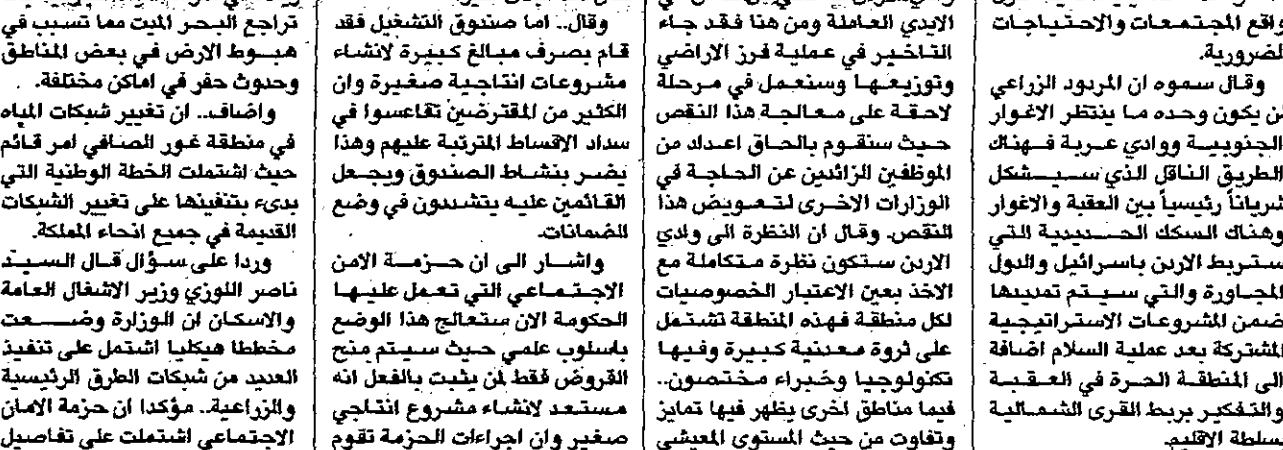 واقع المجتمعات والاحتياجات
الضرورية.
وقال سموه ان المردود الزراعي
لن يكون وحده ما ينتظر الاغوار
الجنوبية ووادي عربة فهناك
الطريق الناقل الذي سيشكل
شرياناً رئيسياً بين العقبة والاغوار
وهناك السكك الحديدية التي
ستربط الاردن باسرائيل والدول
المجاورة والتي سيتم تمديدها
ضمن المشروعات الاستراتيجية
المشتركة بعد عملية السلام اضافة
الى المنطقة الحرة في العقبة
والتفكير بربط القرى الشمالية
بسلطة الاقليم.
الايدي العاملة ومن هنا فقد جاء
التاخير في عملية فرز الاراضي
وتوزيعها وسنعمل في مرحلة
لاحقة على معالجة هذا النقص
حيث سنقوم بالحاق اعداد من
الموظفين الزائدين عن الحاجة في
الوزارات الاخرى لتعويض هذا
النقص. وقال ان النظرة الى وادي
الاردن ستكون نظرة متكاملة مع
الاخذ بعين الاعتبار الخصوصيات
لكل منطقة فهذه المنطقة تشتمل
على ثروة معدنية كبيرة وفيها
تكنولوجيا وخبراء مختصون..
فيما مناطق اخرى يظهر فيها تمايز
وتفاوت من حيث المستوى المعيشي
وقال.. اما صندوق التشغيل فقد
قام بصرف مبالغ كبيرة لانشاء
مشروعات انتاجية صغيرة وان
الكثير من المقترضين تقاعسوا في
سداد الاقساط المترتبة عليهم وهذا
يضر بنشاط الصندوق ويجعل
القائمين عليه يتشددون في وضع
الضمانات.
واشار الى ان حزمة الامن
الاجتماعي التي تعمل عليها
الحكومة الان ستعالج هذا الوضع
باسلوب علمي حيث سيتم منح
القروض فقط لمن يثبت بالفعل انه
مستعد لانشاء مشروع انتاجي
صغير وان اجراءات الحزمة تقوم
تراجع البحر الميت مما تسبب في
هبوط الارض في بعض المناطق
وحدوث حفر في اماكن مختلفة.
واضاف.. ان تغيير شبكات المياه
في منطقة غور الصافي امر قائم
حيث اشتملت الخطة الوطنية التي
بدىء بتنفيذها على تغيير الشبكات
القديمة في جميع انحاء المملكة.
وردا على سؤال قال السيد
ناصر اللوزي وزير الاشغال العامة
والاسكان ان الوزارة وضعت
مخططا هيكليا اشتمل على تنفيذ
العديد من شبكات الطرق الرئيسية
والزراعية.. مؤكدا ان حزمة الامان
الاجتماعي اشتملت على تفاصيل